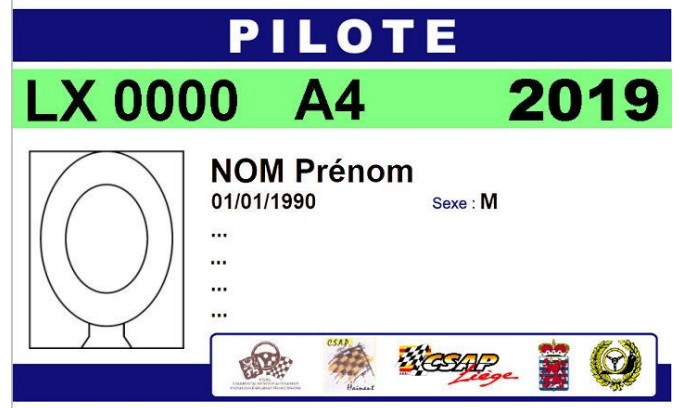 PILOTE
LX 0000 A4 2019
NOM Prénom
01/01/1990 Sexe : M
...
...
...
...
CSAP
Hainaut
CSAP
Liège